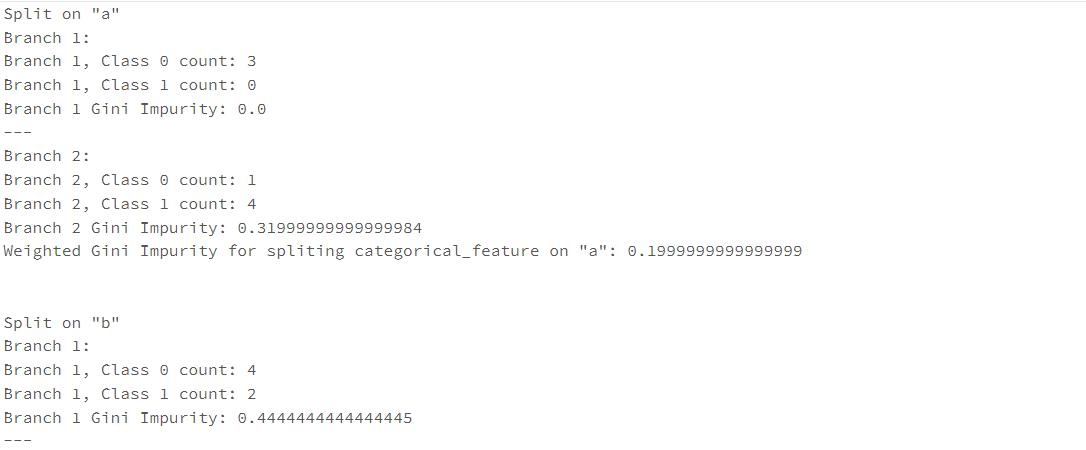 Split on "a"
Branch 1:
Branch 1, Class 0 count: 3
Branch 1, Class 1 count: 0
Branch 1 Gini Impurity: 0.0
---
Branch 2:
Branch 2, Class 0 count: 1
Branch 2, Class 1 count: 4
Branch 2 Gini Impurity: 0.31999999999999984
Weighted Gini Impurity for spliting categorical_feature on "a": 0.1999999999999999
Split on "b"
Branch 1:
Branch 1, Class 0 count: 4
Branch 1, Class 1 count: 2
Branch 1 Gini Impurity: 0.4444444444444445
---